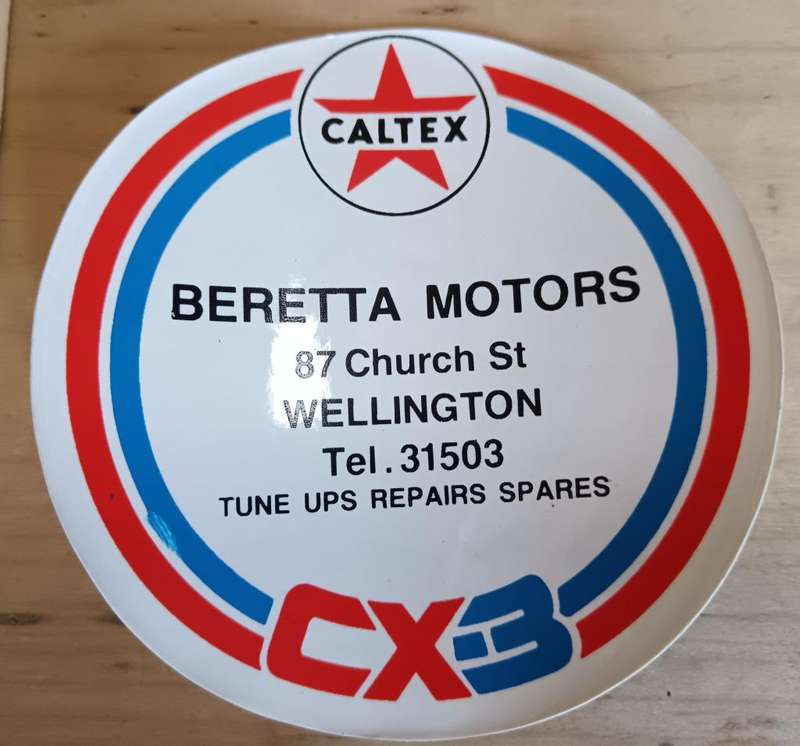 CALTEX
BERETTA MOTORS
87 Church St
WELLINGTON
Tel. 31503
TUNE UPS REPAIRS SPARES
CX3